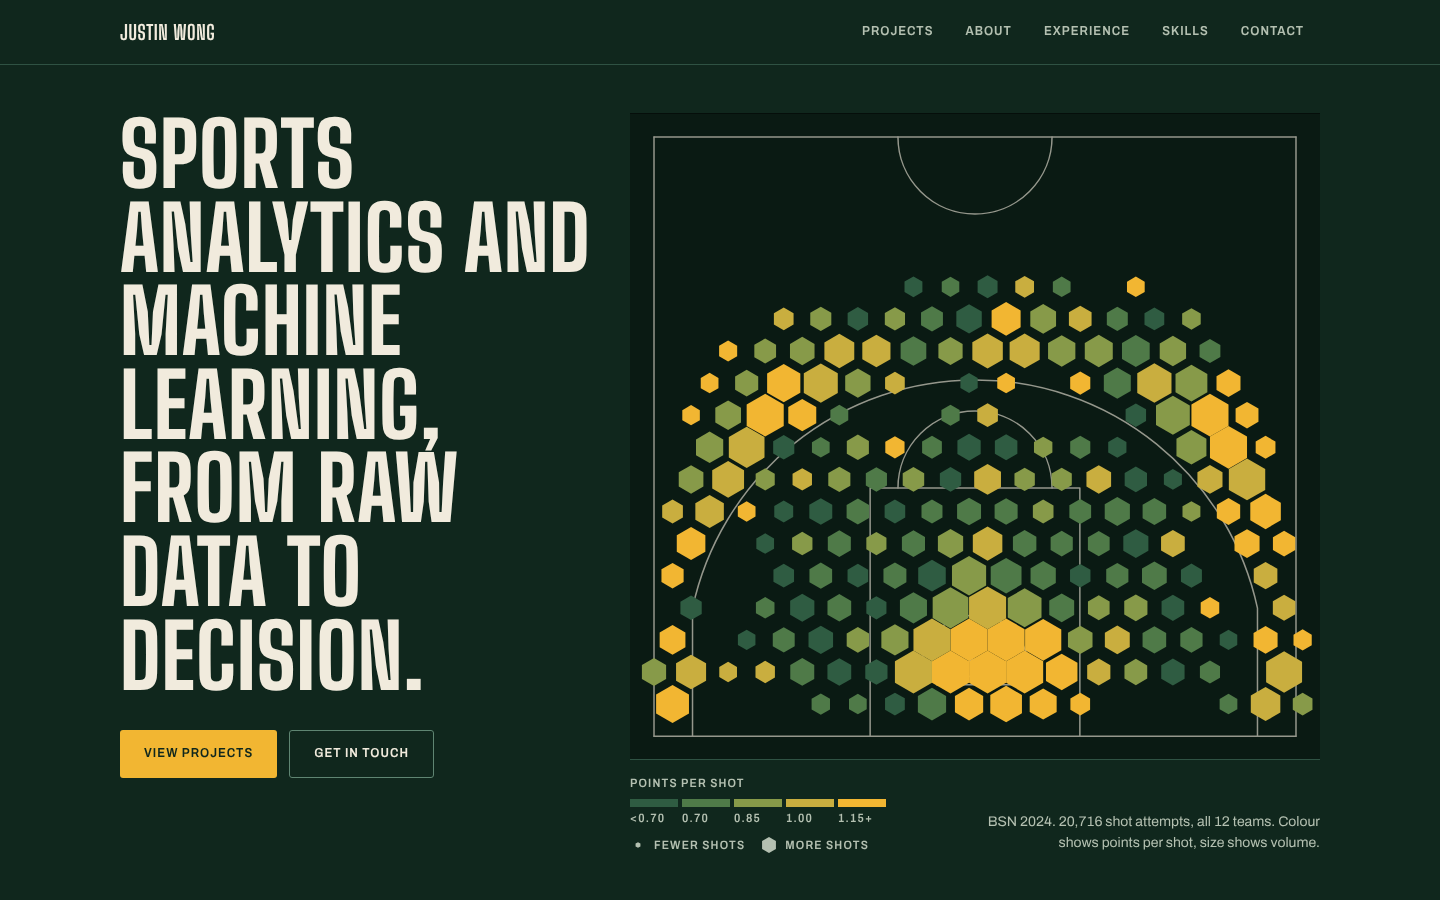 JUSTIN WONG
PROJECTS ABOUT EXPERIENCE SKILLS CONTACT
SPORTS
ANALYTICS AND
MACHINE
LEARNING,
FROM RAW
DATA TO
DECISION.
VIEW PROJECTS GET IN TOUCH
POINTS PER SHOT
<0.70 0.70 0.85 1.00 1.15+
FEWER SHOTS MORE SHOTS
BSN 2024. 20,716 shot attempts, all 12 teams. Colour
shows points per shot, size shows volume.